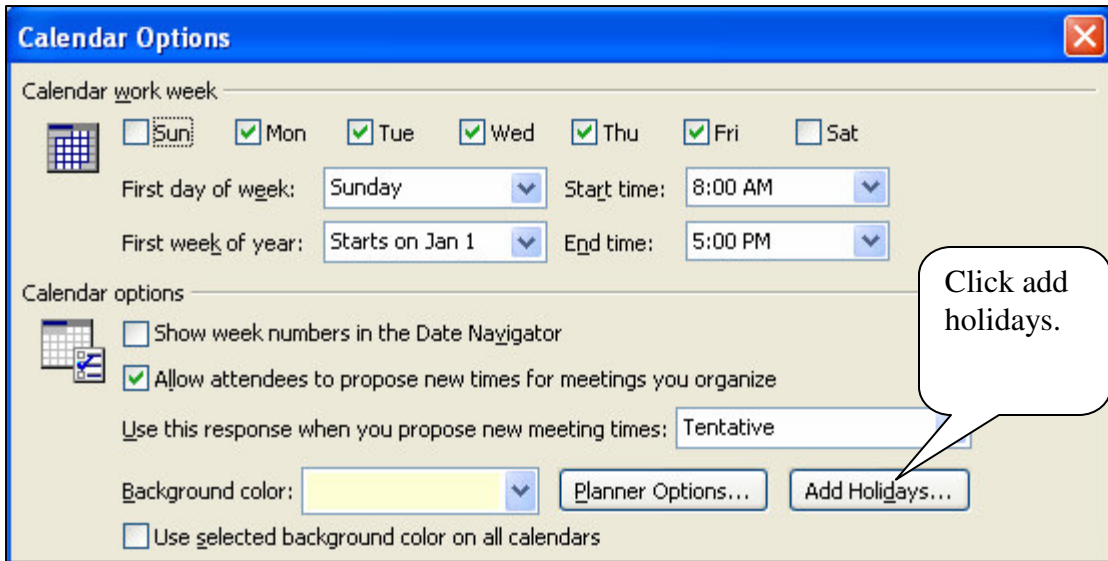 Calendar Options
Calendar work week
Sun Mon Tue Wed Thu Fri Sat
First day of week: Sunday Start time: 8:00 AM
First week of year: Starts on Jan 1 End time: 5:00 PM
Click add
holidays.
Calendar options
Show week numbers in the Date Navigator
Allow attendees to propose new times for meetings you organize
Use this response when you propose new meeting times: Tentative
Background color: Planner Options... Add Holidays...
Use selected background color on all calendars